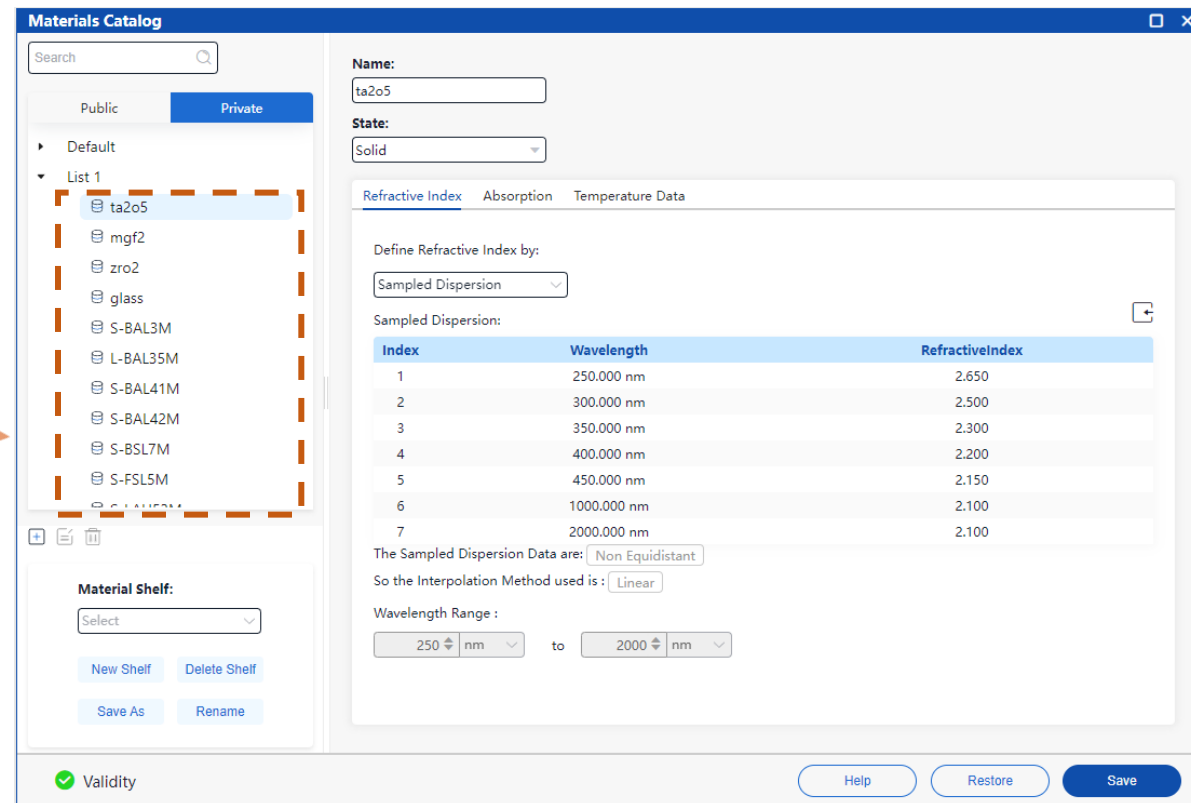 Materials Catalog
Search
Public Private
Default
List 1
ta2o5
mgf2
zro2
glass
S-BAL3M
L-BAL35M
S-BAL41M
S-BAL42M
S-BSL7M
S-FSL5M
Material Shelf:
Select
New Shelf Delete Shelf
Save As Rename
Name:
ta2o5
State:
Solid
Refractive Index Absorption Temperature Data
Define Refractive Index by:
Sampled Dispersion
Sampled Dispersion:
Index Wavelength RefractiveIndex
1 250.000 nm 2.650
2 300.000 nm 2.500
3 350.000 nm 2.300
4 400.000 nm 2.200
5 450.000 nm 2.150
6 1000.000 nm 2.100
7 2000.000 nm 2.100
The Sampled Dispersion Data are: Non Equidistant
So the Interpolation Method used is : Linear
Wavelength Range :
250 nm to 2000 nm
Validity Help Restore Save